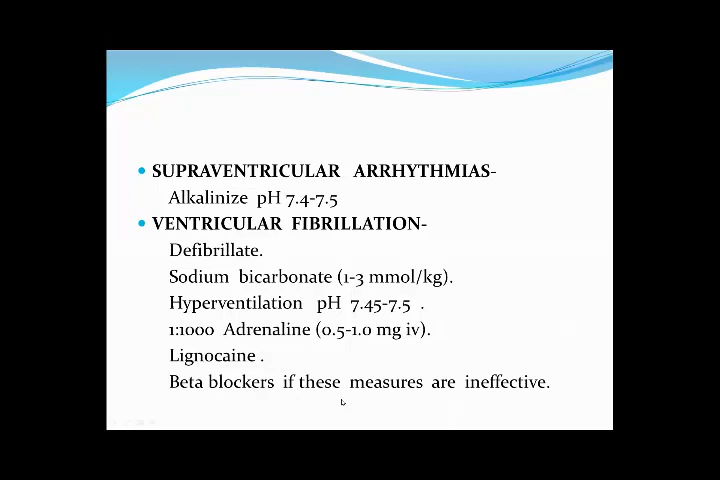 SUPRAVENTRICULAR ARRHYTHMIAS-
Alkalinize pH 7.4-7.5
VENTRICULAR FIBRILLATION-
Defibrillate.
Sodium bicarbonate (1-3 mmol/kg).
Hyperventilation pH 7.45-7.5 .
1:1000 Adrenaline (0.5-1.0 mg iv).
Lignocaine .
Beta blockers if these measures are ineffective.